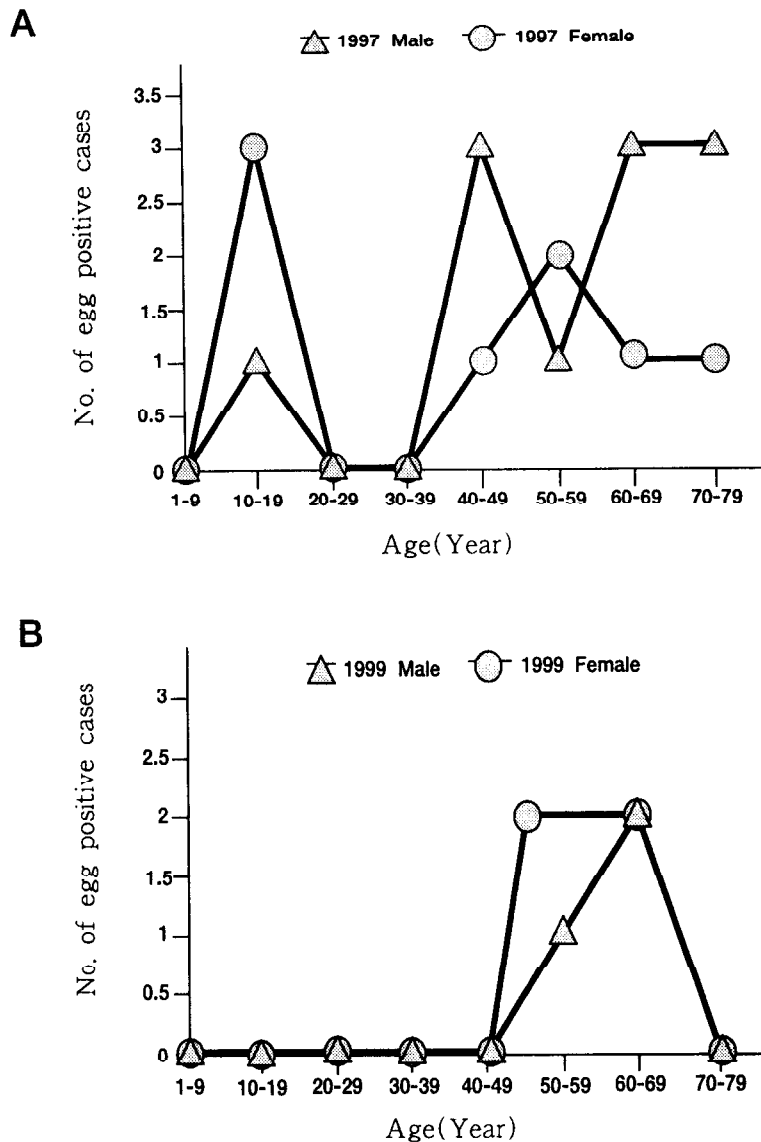 A
1997 Male 1997 Female
3.5
3
2.5
2
1.5
1
0.5
0
No. of egg positive cases
1-9 10-19 20-29 30-39 40-49 50-59 60-69 70-79
Age(Year)
B
1999 Male 1999 Female
3
2.5
2
1.5
1
0.5
0
No. of egg positive cases
1-9 10-19 20-29 30-39 40-49 50-59 60-69 70-79
Age(Year)